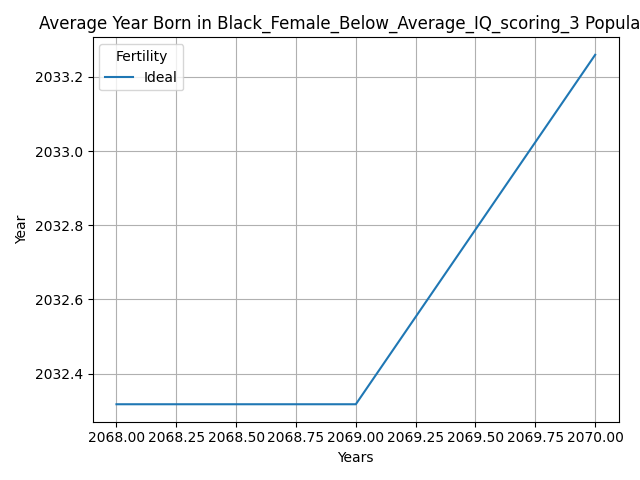 Average Year Born in Black_Female_Below_Average_IQ_scoring_3 Popula
Fertility
Ideal
2033.2
2033.0
2032.8
2032.6
2032.4
Year
2068.00 2068.25 2068.50 2068.75 2069.00 2069.25 2069.50 2069.75 2070.00
Years